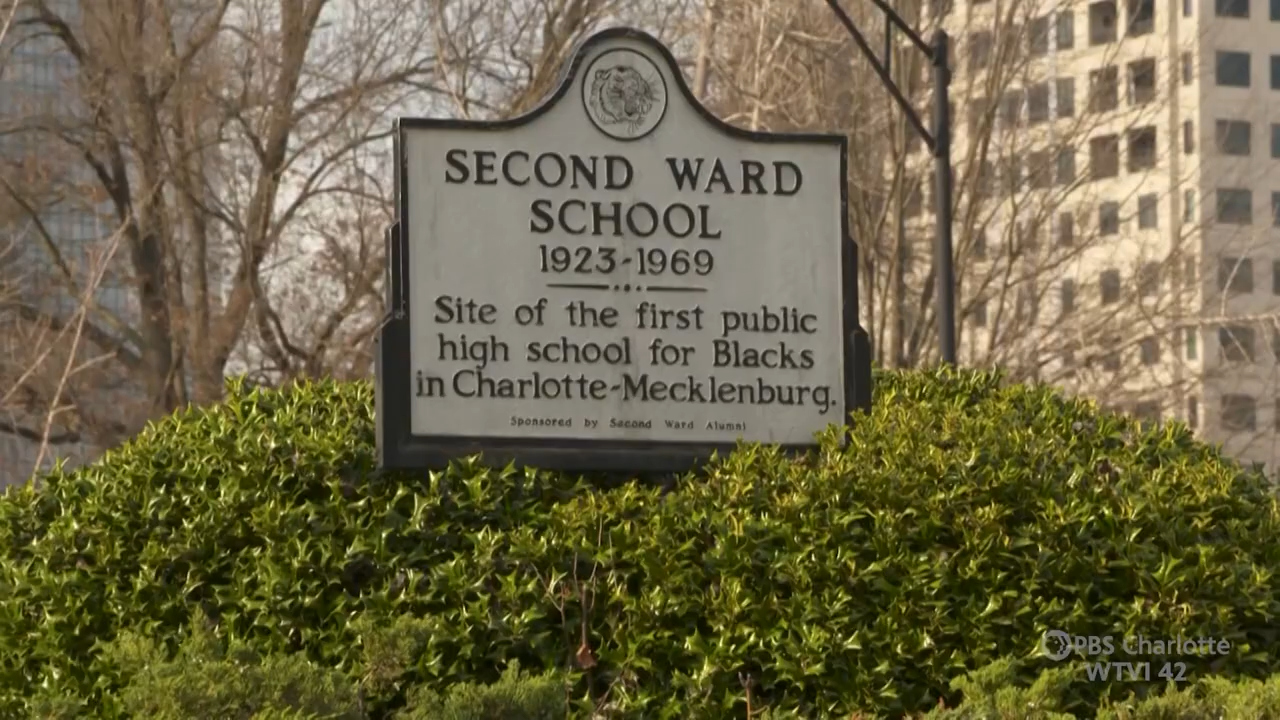 SECOND WARD
SCHOOL
1923-1969
Site of the first public
high school for Blacks
in Charlotte-Mecklenburg.
Sponsored by Second Ward Alumni
PBS Charlotte
WTVI 42